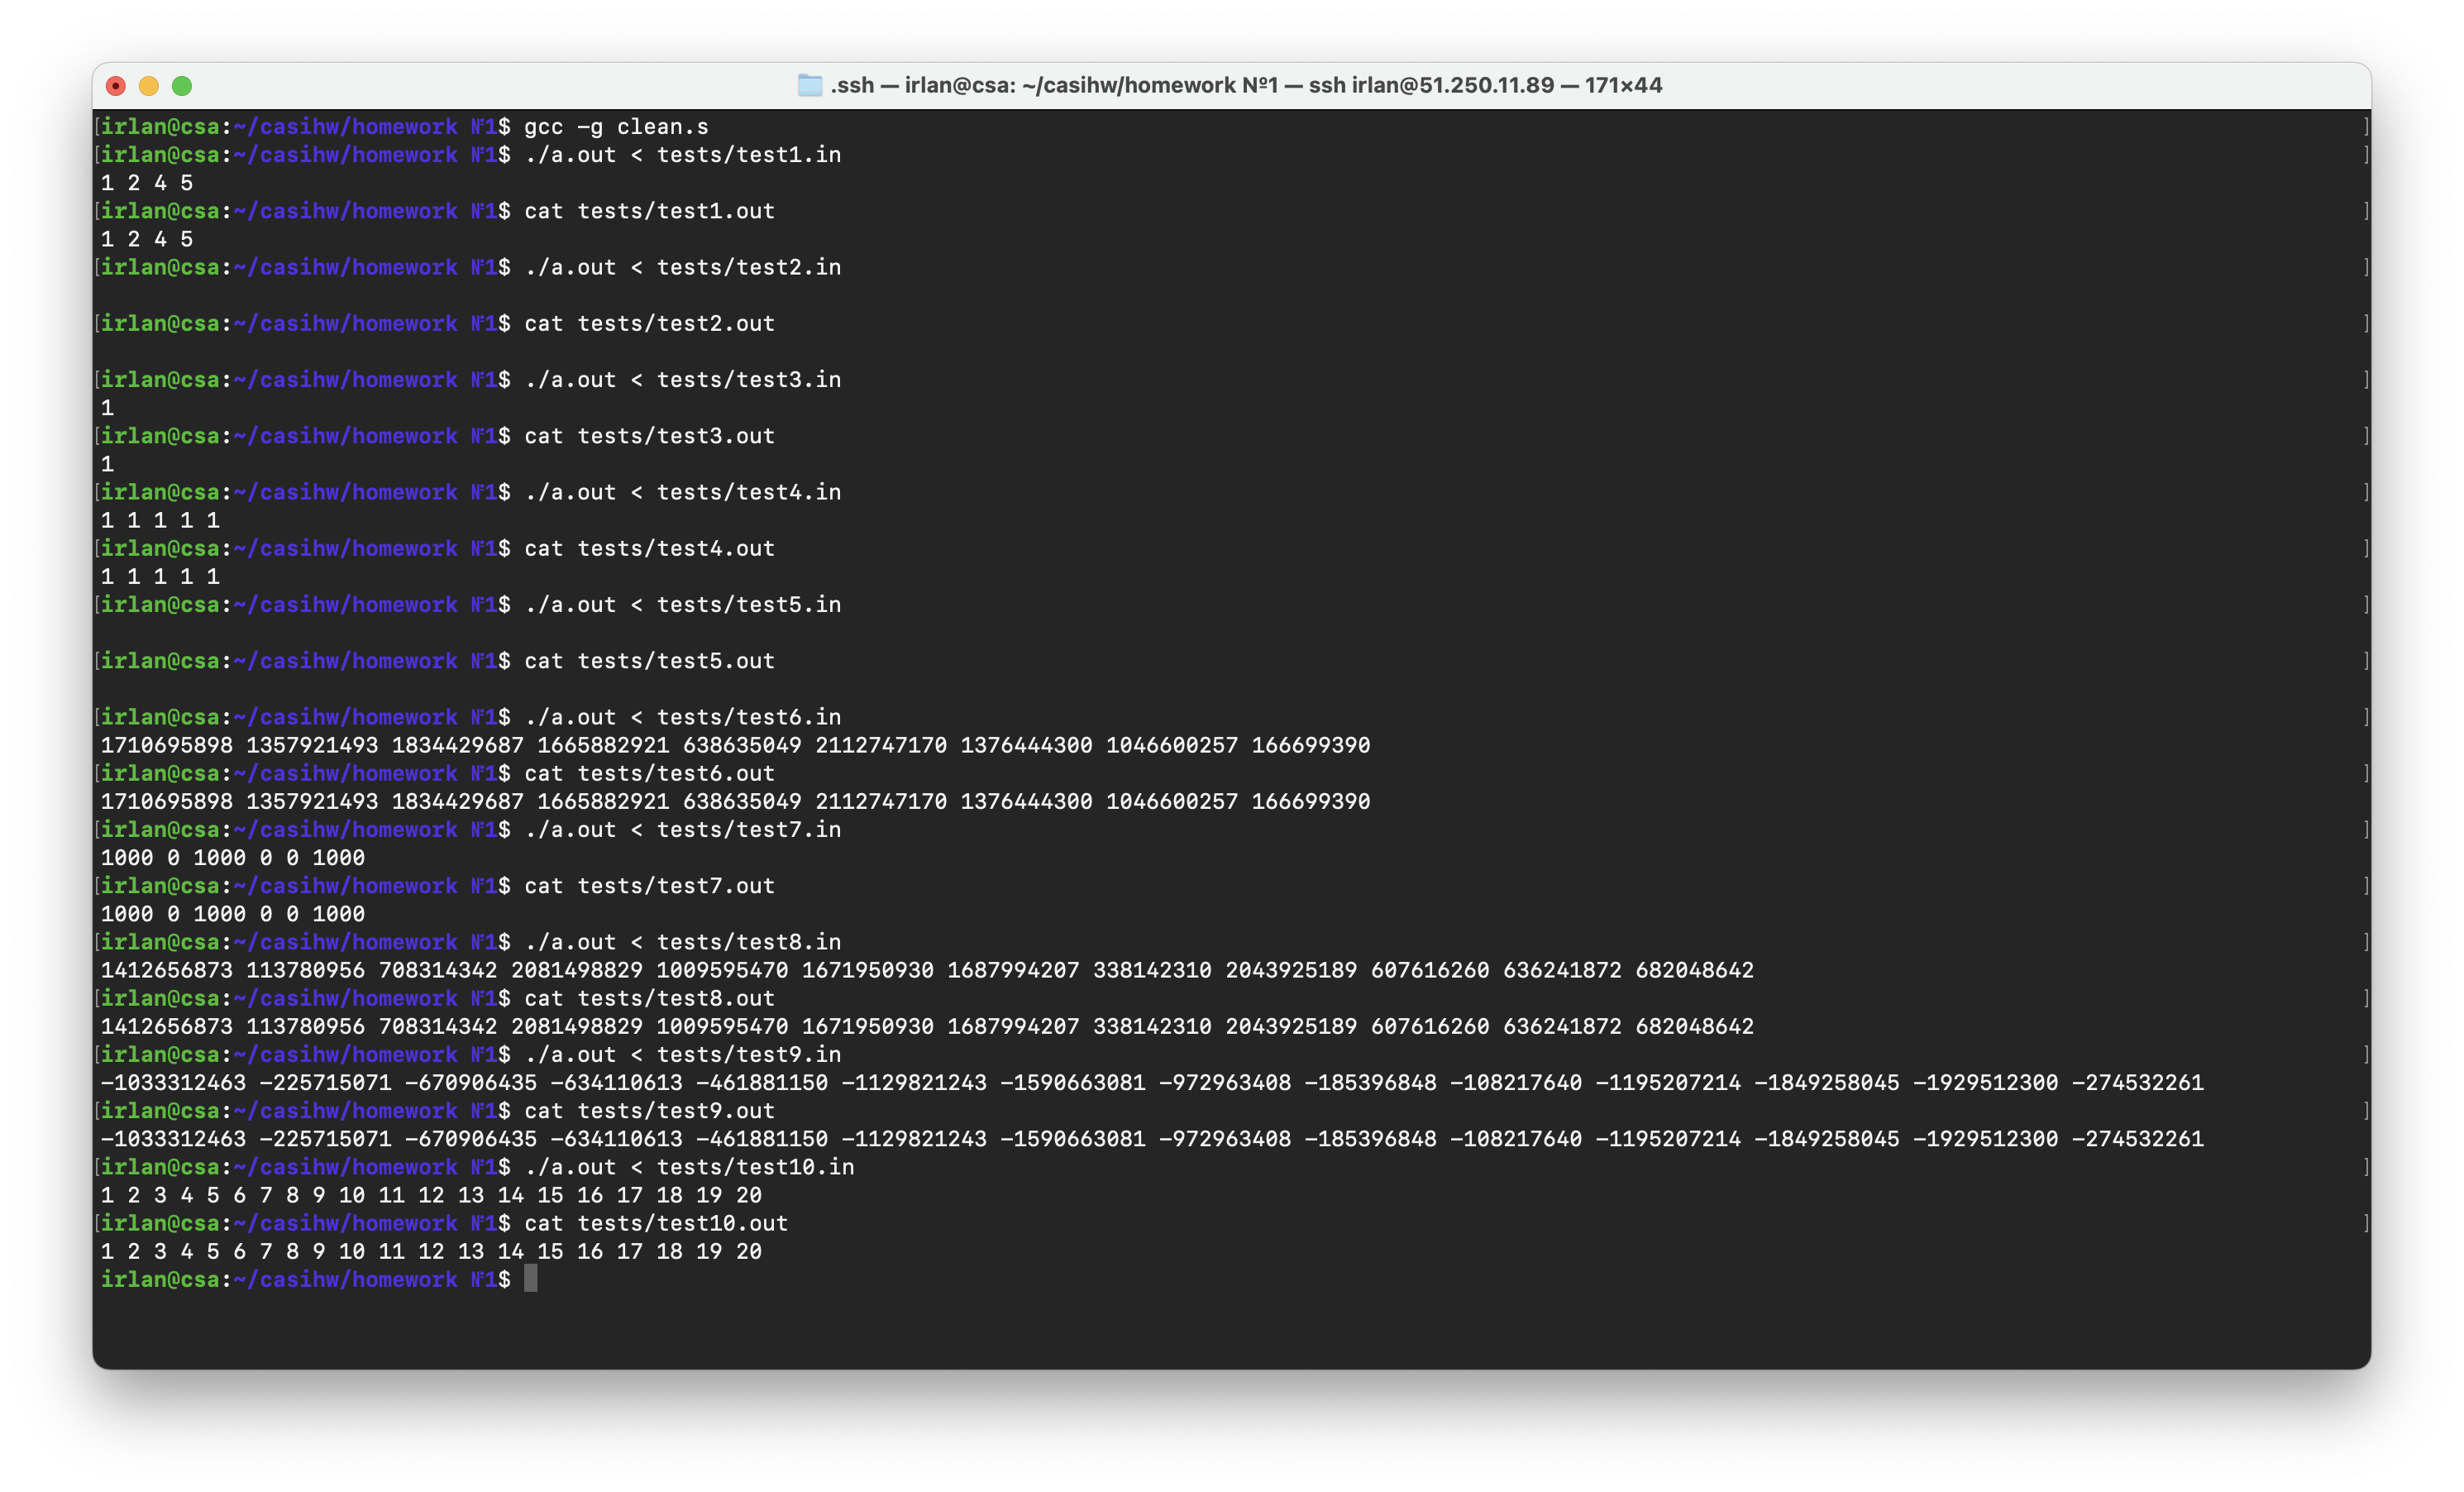 .ssh — irlan@csa: ~/casihw/homework №1 — ssh irlan@51.250.11.89 — 171×44
[irlan@csa:~/casihw/homework №1$ gcc -g clean.s ]
[irlan@csa:~/casihw/homework №1$ ./a.out < tests/test1.in ]
1 2 4 5
[irlan@csa:~/casihw/homework №1$ cat tests/test1.out ]
1 2 4 5
[irlan@csa:~/casihw/homework №1$ ./a.out < tests/test2.in ]
[irlan@csa:~/casihw/homework №1$ cat tests/test2.out ]
[irlan@csa:~/casihw/homework №1$ ./a.out < tests/test3.in ]
1
[irlan@csa:~/casihw/homework №1$ cat tests/test3.out ]
1
[irlan@csa:~/casihw/homework №1$ ./a.out < tests/test4.in ]
1 1 1 1 1
[irlan@csa:~/casihw/homework №1$ cat tests/test4.out ]
1 1 1 1 1
[irlan@csa:~/casihw/homework №1$ ./a.out < tests/test5.in ]
[irlan@csa:~/casihw/homework №1$ cat tests/test5.out ]
[irlan@csa:~/casihw/homework №1$ ./a.out < tests/test6.in ]
1710695898 1357921493 1834429687 1665882921 638635049 2112747170 1376444300 1046600257 166699390
[irlan@csa:~/casihw/homework №1$ cat tests/test6.out ]
1710695898 1357921493 1834429687 1665882921 638635049 2112747170 1376444300 1046600257 166699390
[irlan@csa:~/casihw/homework №1$ ./a.out < tests/test7.in ]
1000 0 1000 0 0 1000
[irlan@csa:~/casihw/homework №1$ cat tests/test7.out ]
1000 0 1000 0 0 1000
[irlan@csa:~/casihw/homework №1$ ./a.out < tests/test8.in ]
1412656873 113780956 708314342 2081498829 1009595470 1671950930 1687994207 338142310 2043925189 607616260 636241872 682048642
[irlan@csa:~/casihw/homework №1$ cat tests/test8.out ]
1412656873 113780956 708314342 2081498829 1009595470 1671950930 1687994207 338142310 2043925189 607616260 636241872 682048642
[irlan@csa:~/casihw/homework №1$ ./a.out < tests/test9.in ]
-1033312463 -225715071 -670906435 -634110613 -461881150 -1129821243 -1590663081 -972963408 -185396848 -108217640 -1195207214 -1849258045 -1929512300 -274532261
[irlan@csa:~/casihw/homework №1$ cat tests/test9.out ]
-1033312463 -225715071 -670906435 -634110613 -461881150 -1129821243 -1590663081 -972963408 -185396848 -108217640 -1195207214 -1849258045 -1929512300 -274532261
[irlan@csa:~/casihw/homework №1$ ./a.out < tests/test10.in ]
1 2 3 4 5 6 7 8 9 10 11 12 13 14 15 16 17 18 19 20
[irlan@csa:~/casihw/homework №1$ cat tests/test10.out ]
1 2 3 4 5 6 7 8 9 10 11 12 13 14 15 16 17 18 19 20
irlan@csa:~/casihw/homework №1$